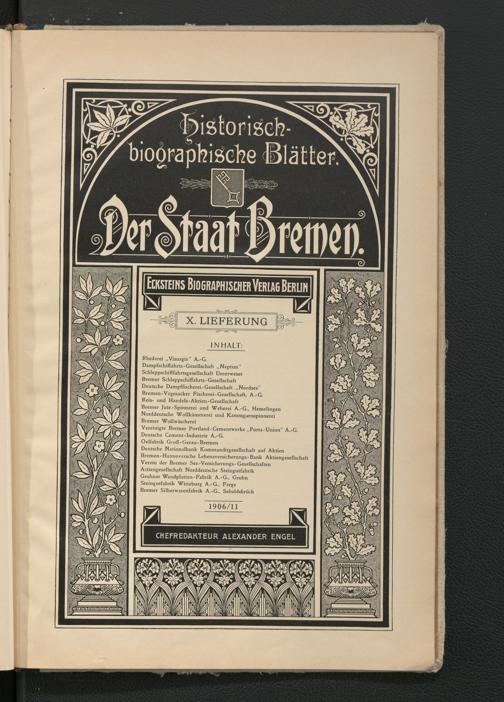 Historisch-
biographische Blätter.
Der Staat Bremen.
ECKSTEINS BIOGRAPHISCHER VERLAG BERLIN
X. LIEFERUNG
INHALT:
Rhederei „Visurgis" A.-G.
Dampfschiffahrts-Gesellschaft „Neptun"
Schleppschiffahrtsgesellschaft Unterweser
Bremer Schleppschiffahrts-Gesellschaft
Deutsche Dampffischerei-Gesellschaft „Nordsee"
Bremen-Vegesacker Fischerei-Gesellschaft, A.-G.
Reis- und Handels-Aktien-Gesellschaft
Bremer Jute-Spinnerei und Weberei A.-G., Hemelingen
Norddeutsche Wollkämmerei und Kammgarnspinnerei
Bremer Wollwäscherei
Vereinigte Bremer Portland-Cementwerke „Porta-Union" A.-G.
Deutsche Cement-Industrie A.-G.
Oelfabrik Groß-Gerau-Bremen
Deutsche Nationalbank Kommanditgesellschaft auf Aktien
Bremen-Hannoversche Lebensversicherungs-Bank Aktiengesellschaft
Verein der Bremer See-Versicherungs-Gesellschaften
Actiengesellschaft Norddeutsche Steingutfabrik
Grohner Wandplatten-Fabrik A.-G., Grohn
Steingutfabrik Witteburg A.-G., Farge
Bremer Silberwarenfabrik A.-G., Sebaldsbrück
1906/11
CHEFREDAKTEUR ALEXANDER ENGEL